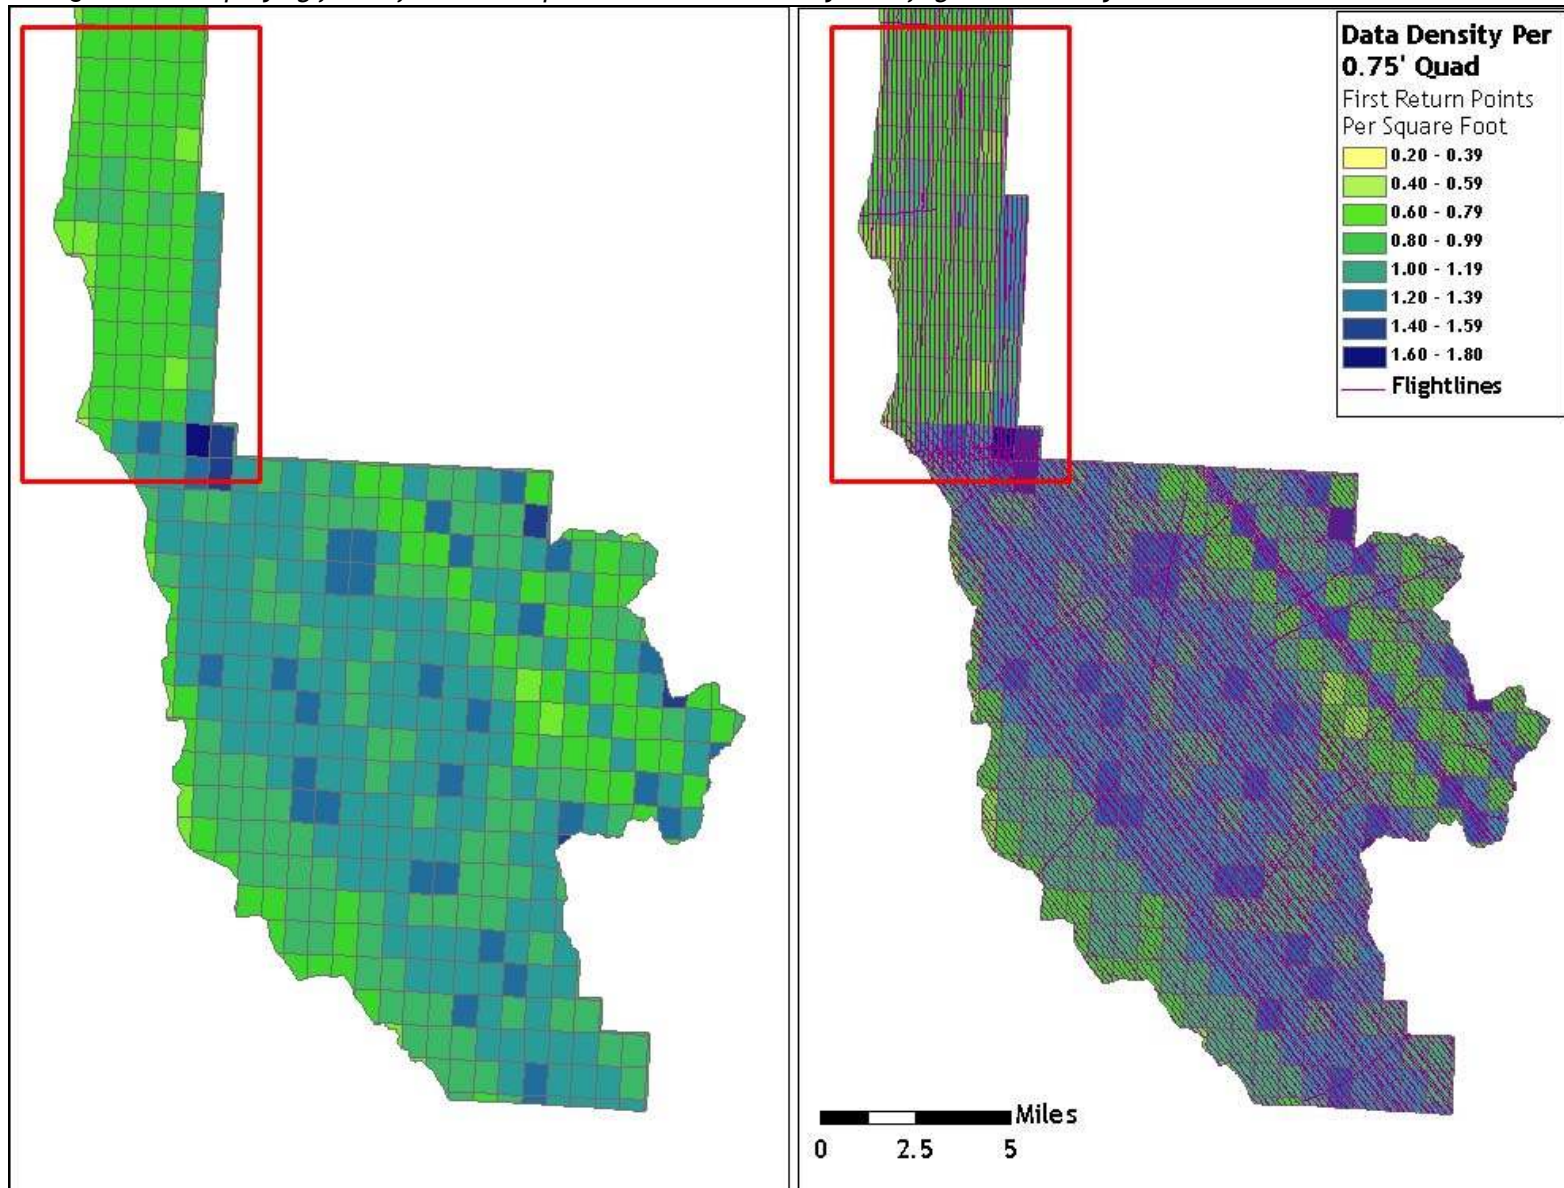 Data Density Per
0.75' Quad
First Return Points
Per Square Foot
0.20 - 0.39
0.40 - 0.59
0.60 - 0.79
0.80 - 0.99
1.00 - 1.19
1.20 - 1.39
1.40 - 1.59
1.60 - 1.80
Flightlines
Miles
0 2.5 5